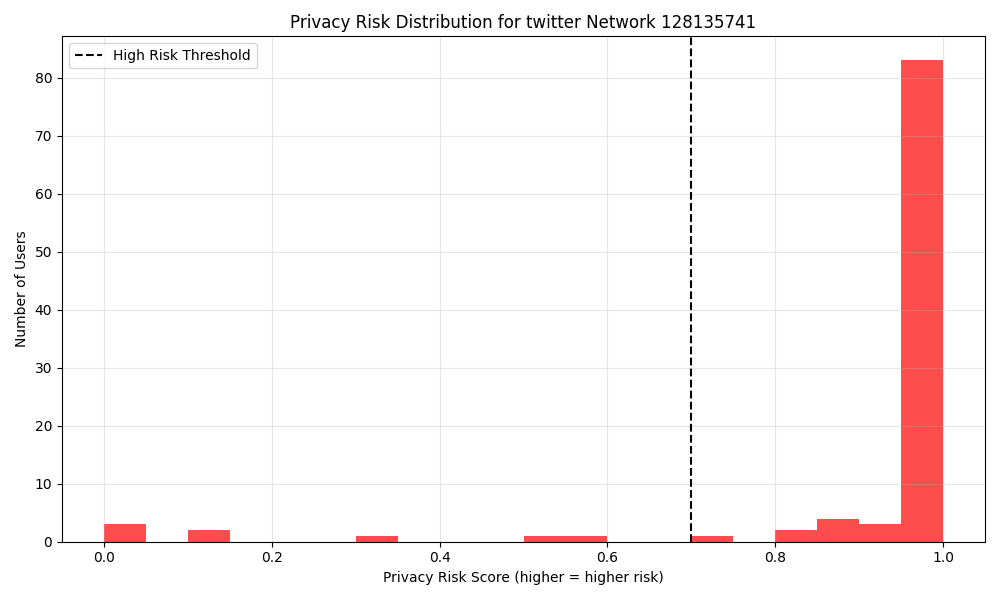 Privacy Risk Distribution for twitter Network 128135741
High Risk Threshold
Number of Users
80
70
60
50
40
30
20
10
0
0.0 0.2 0.4 0.6 0.8 1.0
Privacy Risk Score (higher = higher risk)